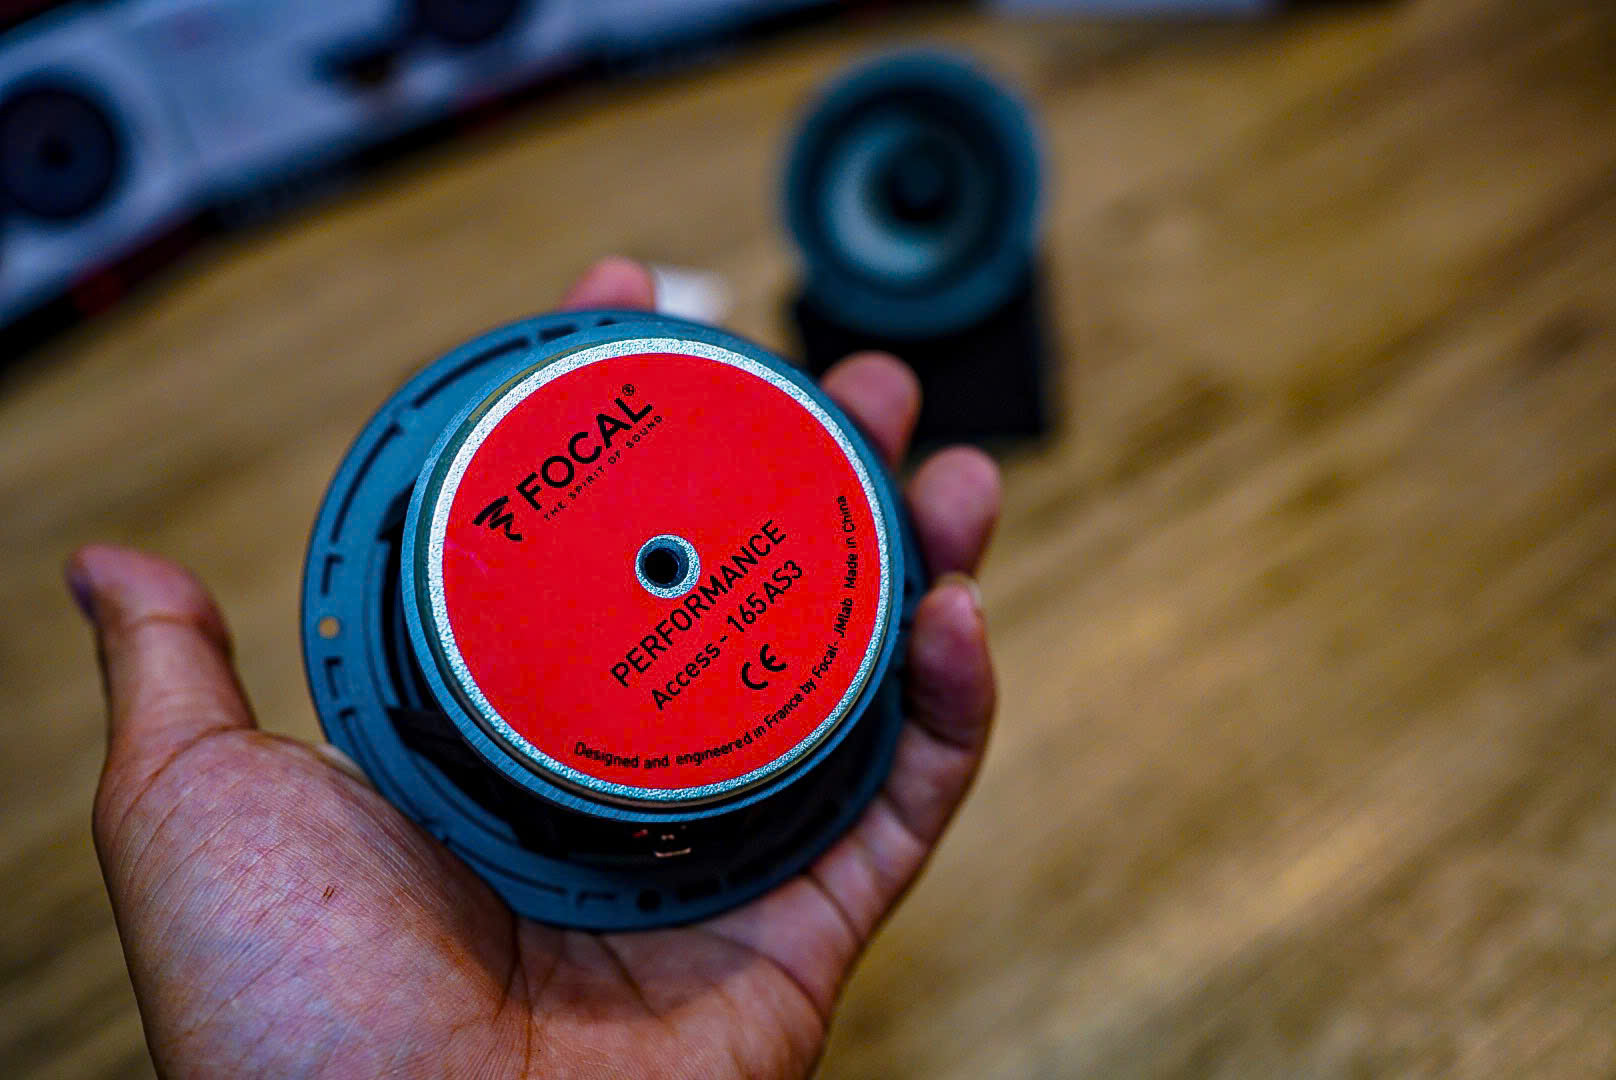 FOCAL®
THE SPIRIT OF SOUND
PERFORMANCE
Access - 165AS3
CE
Designed and engineered in France by Focal- JMlab Made in China